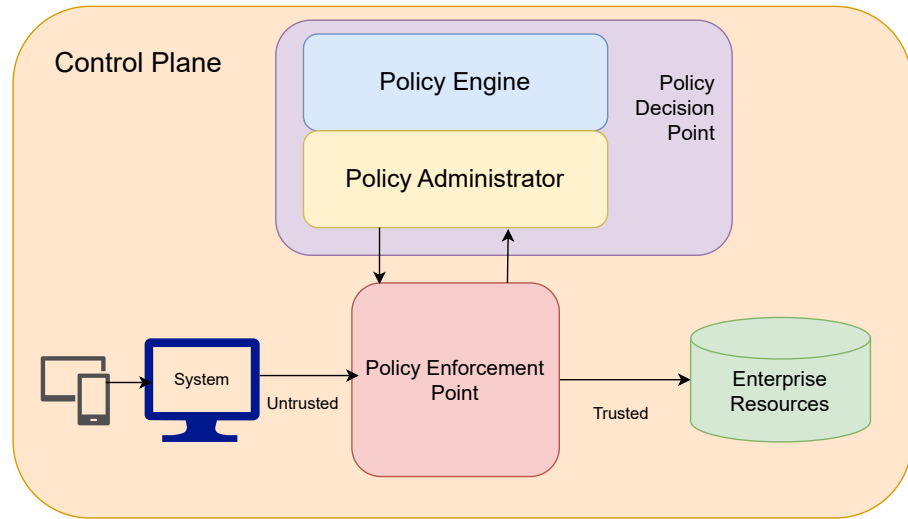 Control Plane
Policy Engine
Policy
Decision
Point
Policy Administrator
System
Untrusted
Policy Enforcement
Point
Trusted
Enterprise
Resources